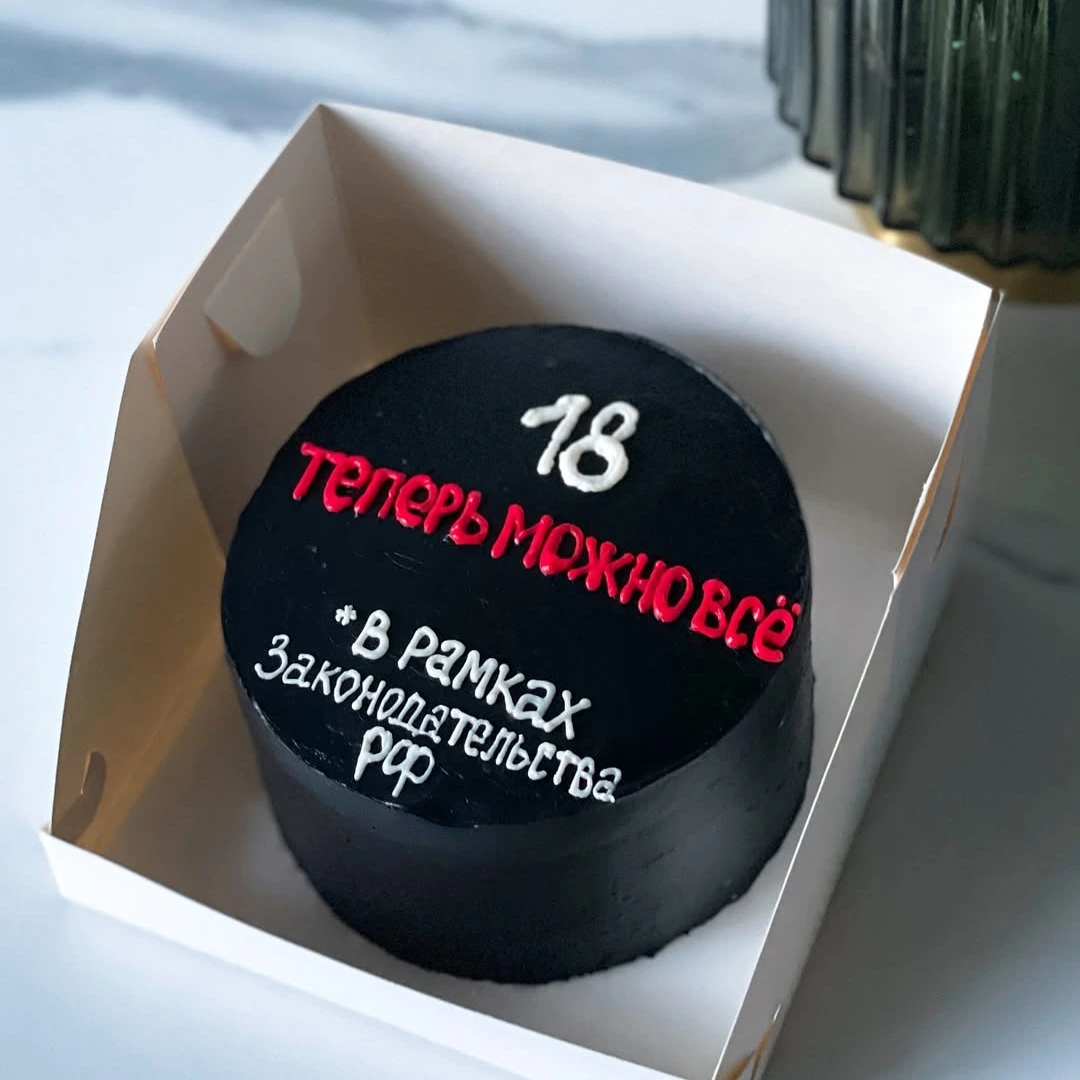 18
теперь можно всё
*в рамках
Законодательства
РФ